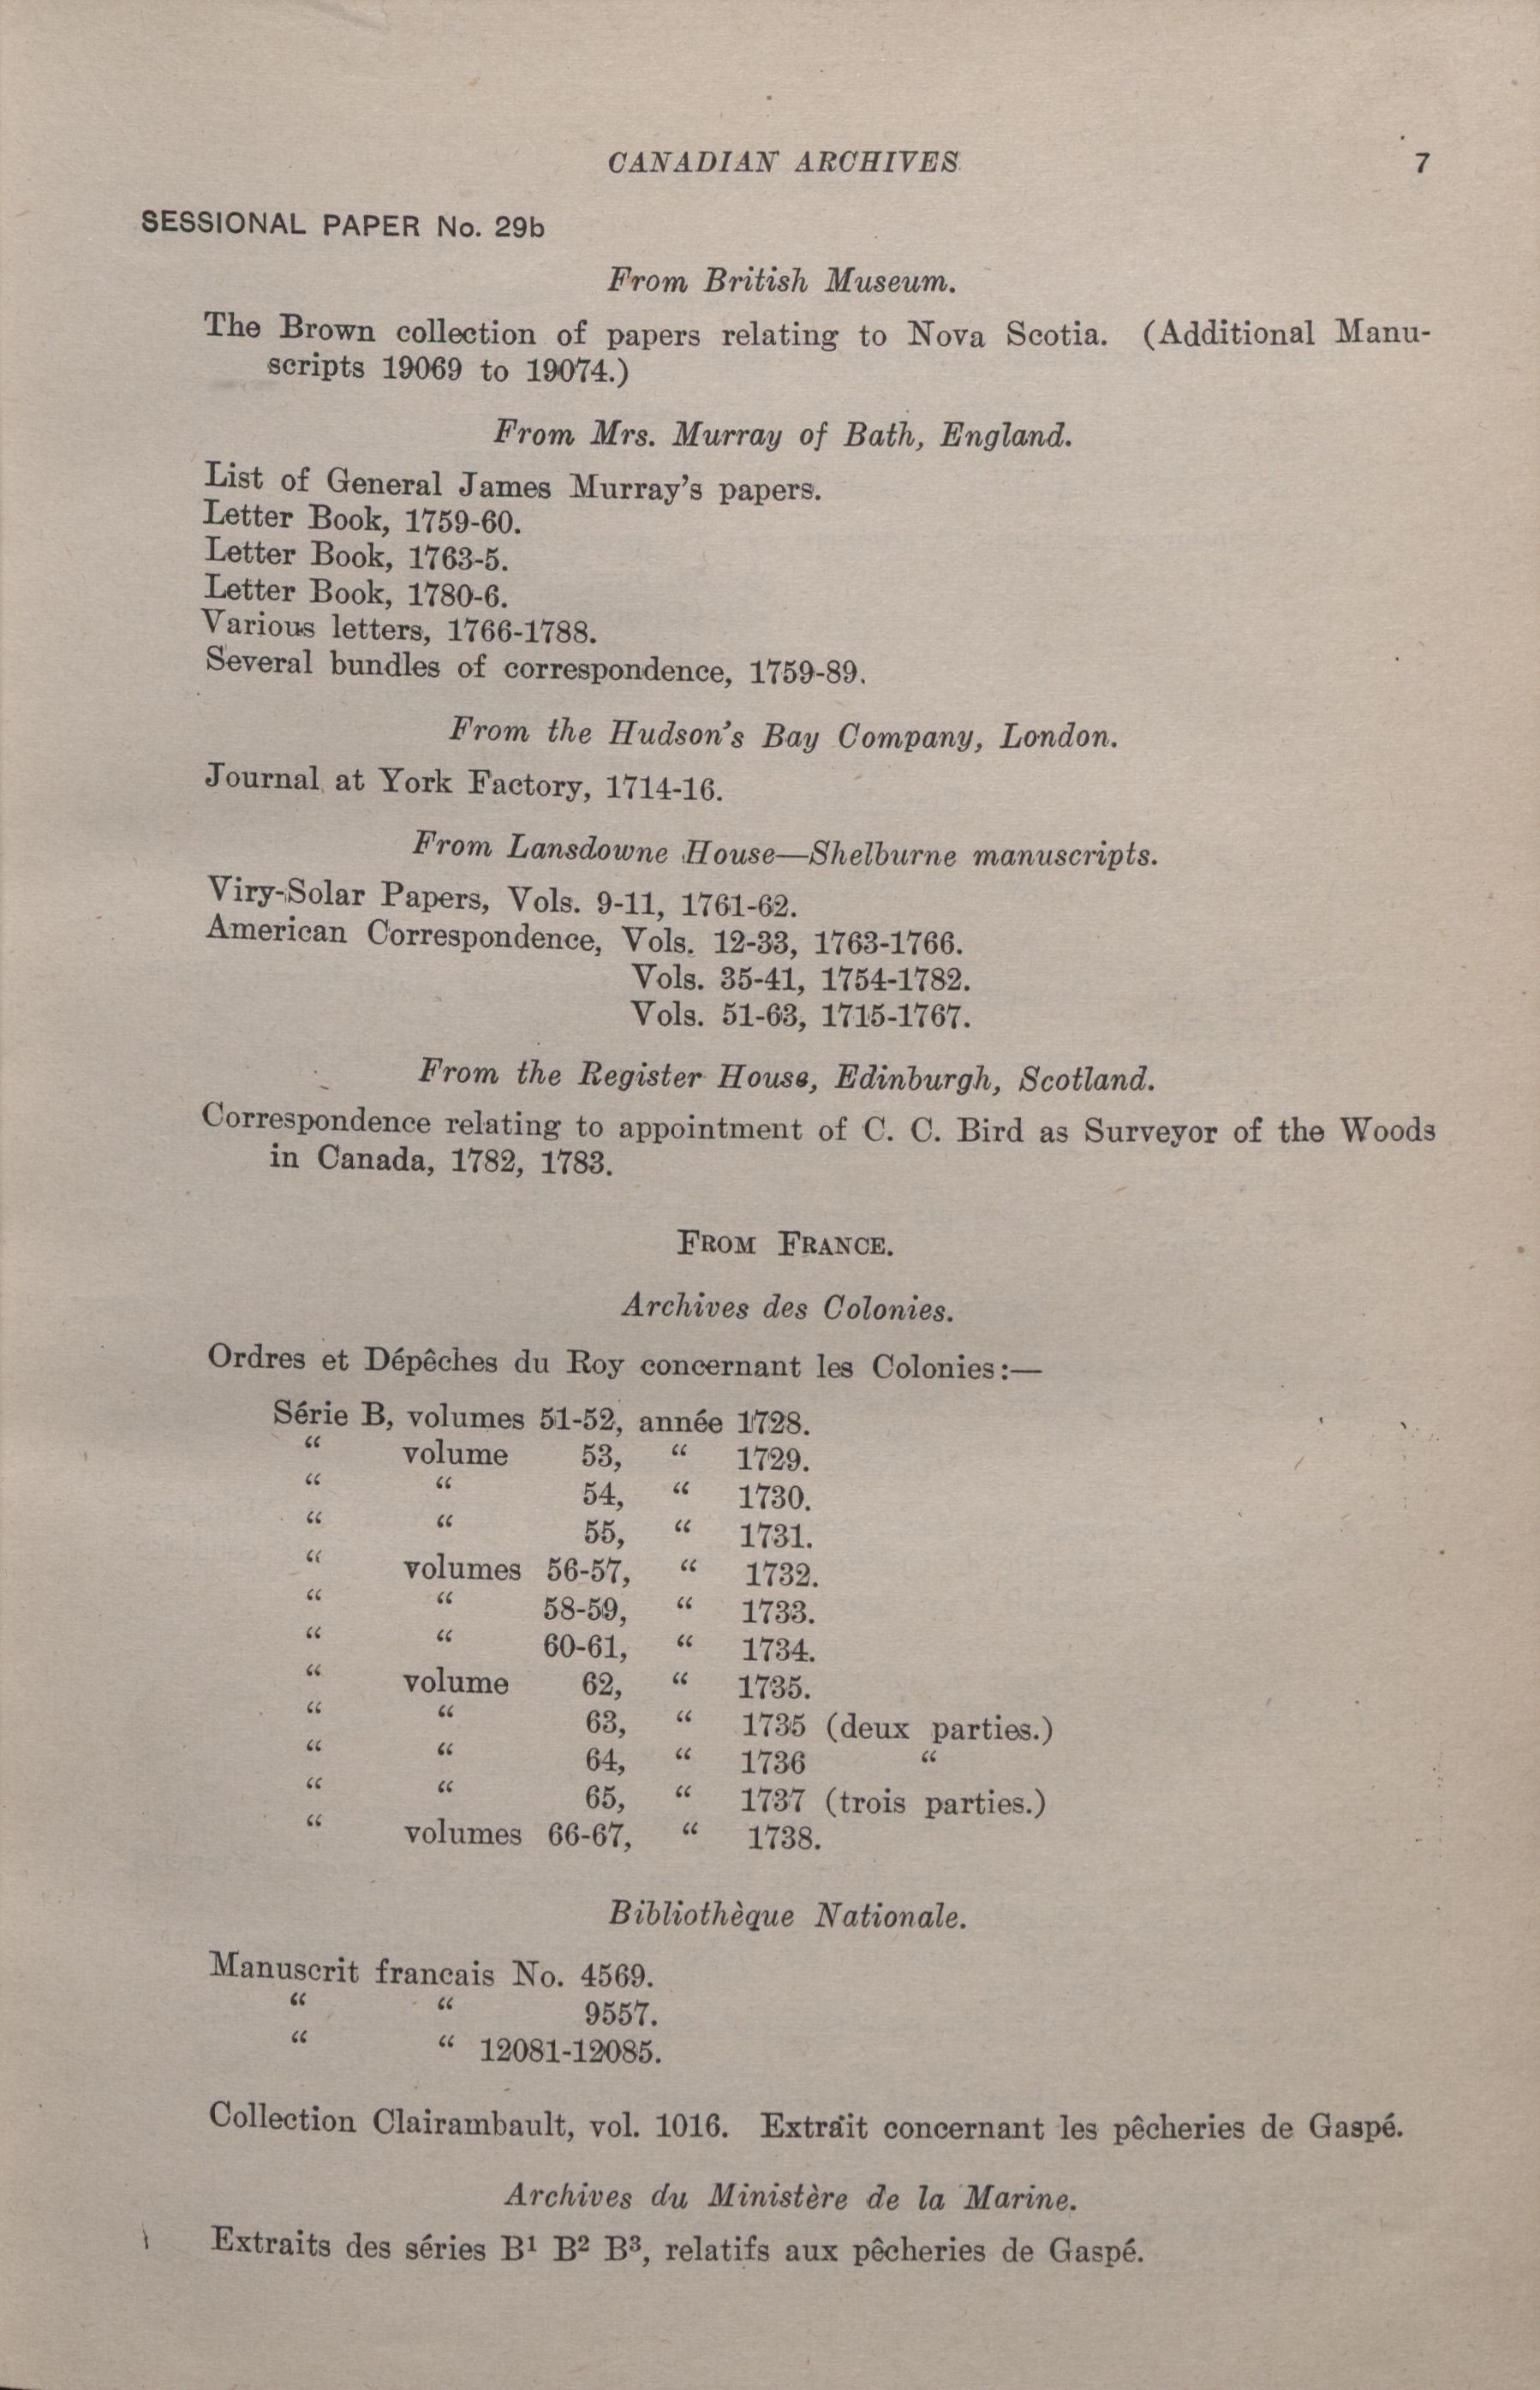 CANADIAN ARCHIVES 7
SESSIONAL PAPER No. 29b
From British Museum.
The Brown collection of papers relating to Nova Scotia. (Additional Manu-
scripts 19069 to 19074.)
From Mrs. Murray of Bath, England.
List of General James Murray's papers.
Letter Book, 1759-60.
Letter Book, 1763-5.
Letter Book, 1780-6.
Various letters, 1766-1788.
Several bundles of correspondence, 1759-89.
From the Hudson's Bay Company, London.
Journal at York Factory, 1714-16.
From Lansdowne House—Shelburne manuscripts.
Viry-Solar Papers, Vols. 9-11, 1761-62.
American Correspondence, Vols. 12-33, 1763-1766.
Vols. 35-41, 1754-1782.
Vols. 51-63, 1715-1767.
From the Register House, Edinburgh, Scotland.
Correspondence relating to appointment of C. C. Bird as Surveyor of the Woods
in Canada, 1782, 1783.
FROM FRANCE.
Archives des Colonies.
Ordres et Dépêches du Roy concernant les Colonies:—
Série B, volumes 51-52, année 1728.
“ volume 53, “ 1729.
“ “ 54, “ 1730.
“ “ 55, “ 1731.
“ volumes 56-57, “ 1732.
“ “ 58-59, “ 1733.
“ “ 60-61, “ 1734.
“ volume 62, “ 1735.
“ “ 63, “ 1735 (deux parties.)
“ “ 64, “ 1736 “
“ “ 65, “ 1737 (trois parties.)
“ volumes 66-67, “ 1738.
Bibliothèque Nationale.
Manuscrit francais No. 4569.
“ “ 9557.
“ “ 12081-12085.
Collection Clairambault, vol. 1016. Extrait concernant les pêcheries de Gaspé.
Archives du Ministère de la Marine.
Extraits des séries B¹ B² B³, relatifs aux pêcheries de Gaspé.